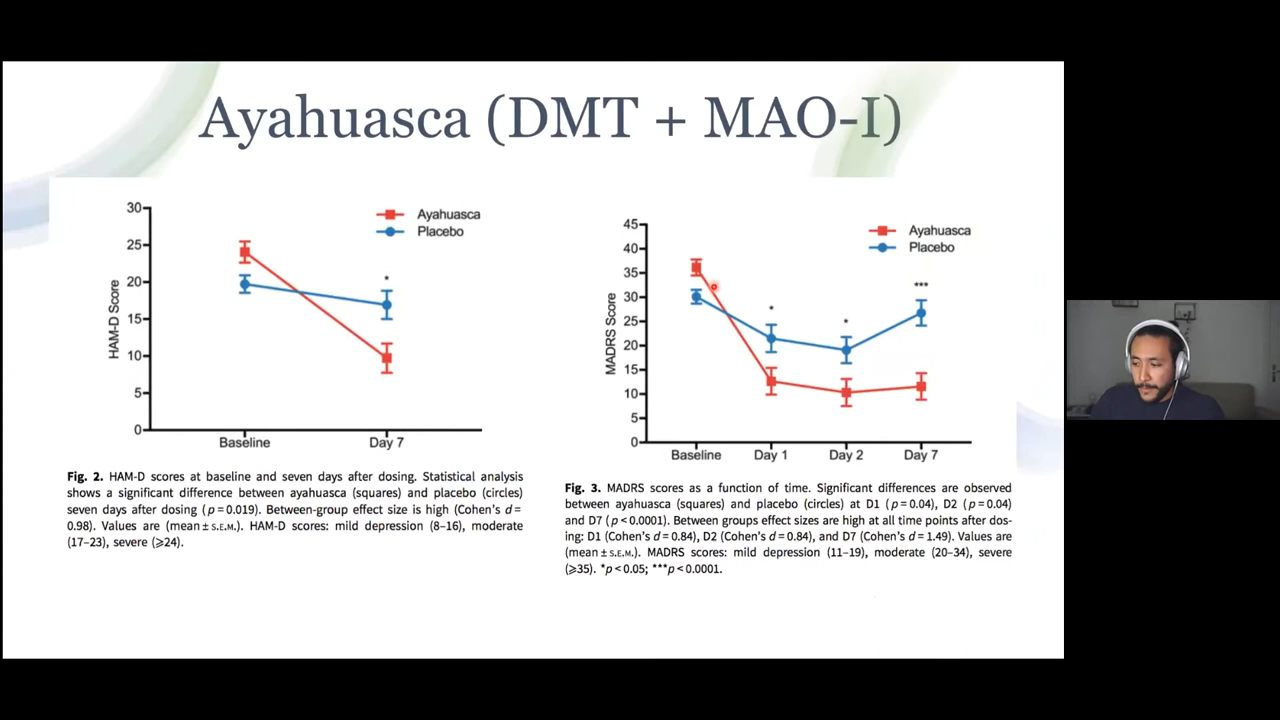 Ayahuasca (DMT + MAO-I)
30
25
20
15
10
5
0
HAM-D Score
Ayahuasca
Placebo
*
Baseline
Day 7
Fig. 2. HAM-D scores at baseline and seven days after dosing. Statistical analysis
shows a significant difference between ayahuasca (squares) and placebo (circles)
seven days after dosing (p = 0.019). Between-group effect size is high (Cohen's d =
0.98). Values are (mean ± S.E.M.). HAM-D scores: mild depression (8–16), moderate
(17–23), severe (⩾24).
45
40
35
30
25
20
15
10
5
0
MADRS Score
Ayahuasca
Placebo
*
*
***
Baseline
Day 1
Day 2
Day 7
Fig. 3. MADRS scores as a function of time. Significant differences are observed
between ayahuasca (squares) and placebo (circles) at D1 (p = 0.04), D2 (p = 0.04)
and D7 (p < 0.0001). Between groups effect sizes are high at all time points after dos-
ing: D1 (Cohen's d = 0.84), D2 (Cohen's d = 0.84), and D7 (Cohen's d = 1.49). Values are
(mean ± S.E.M.). MADRS scores: mild depression (11–19), moderate (20–34), severe
(⩾35). *p < 0.05; ***p < 0.0001.